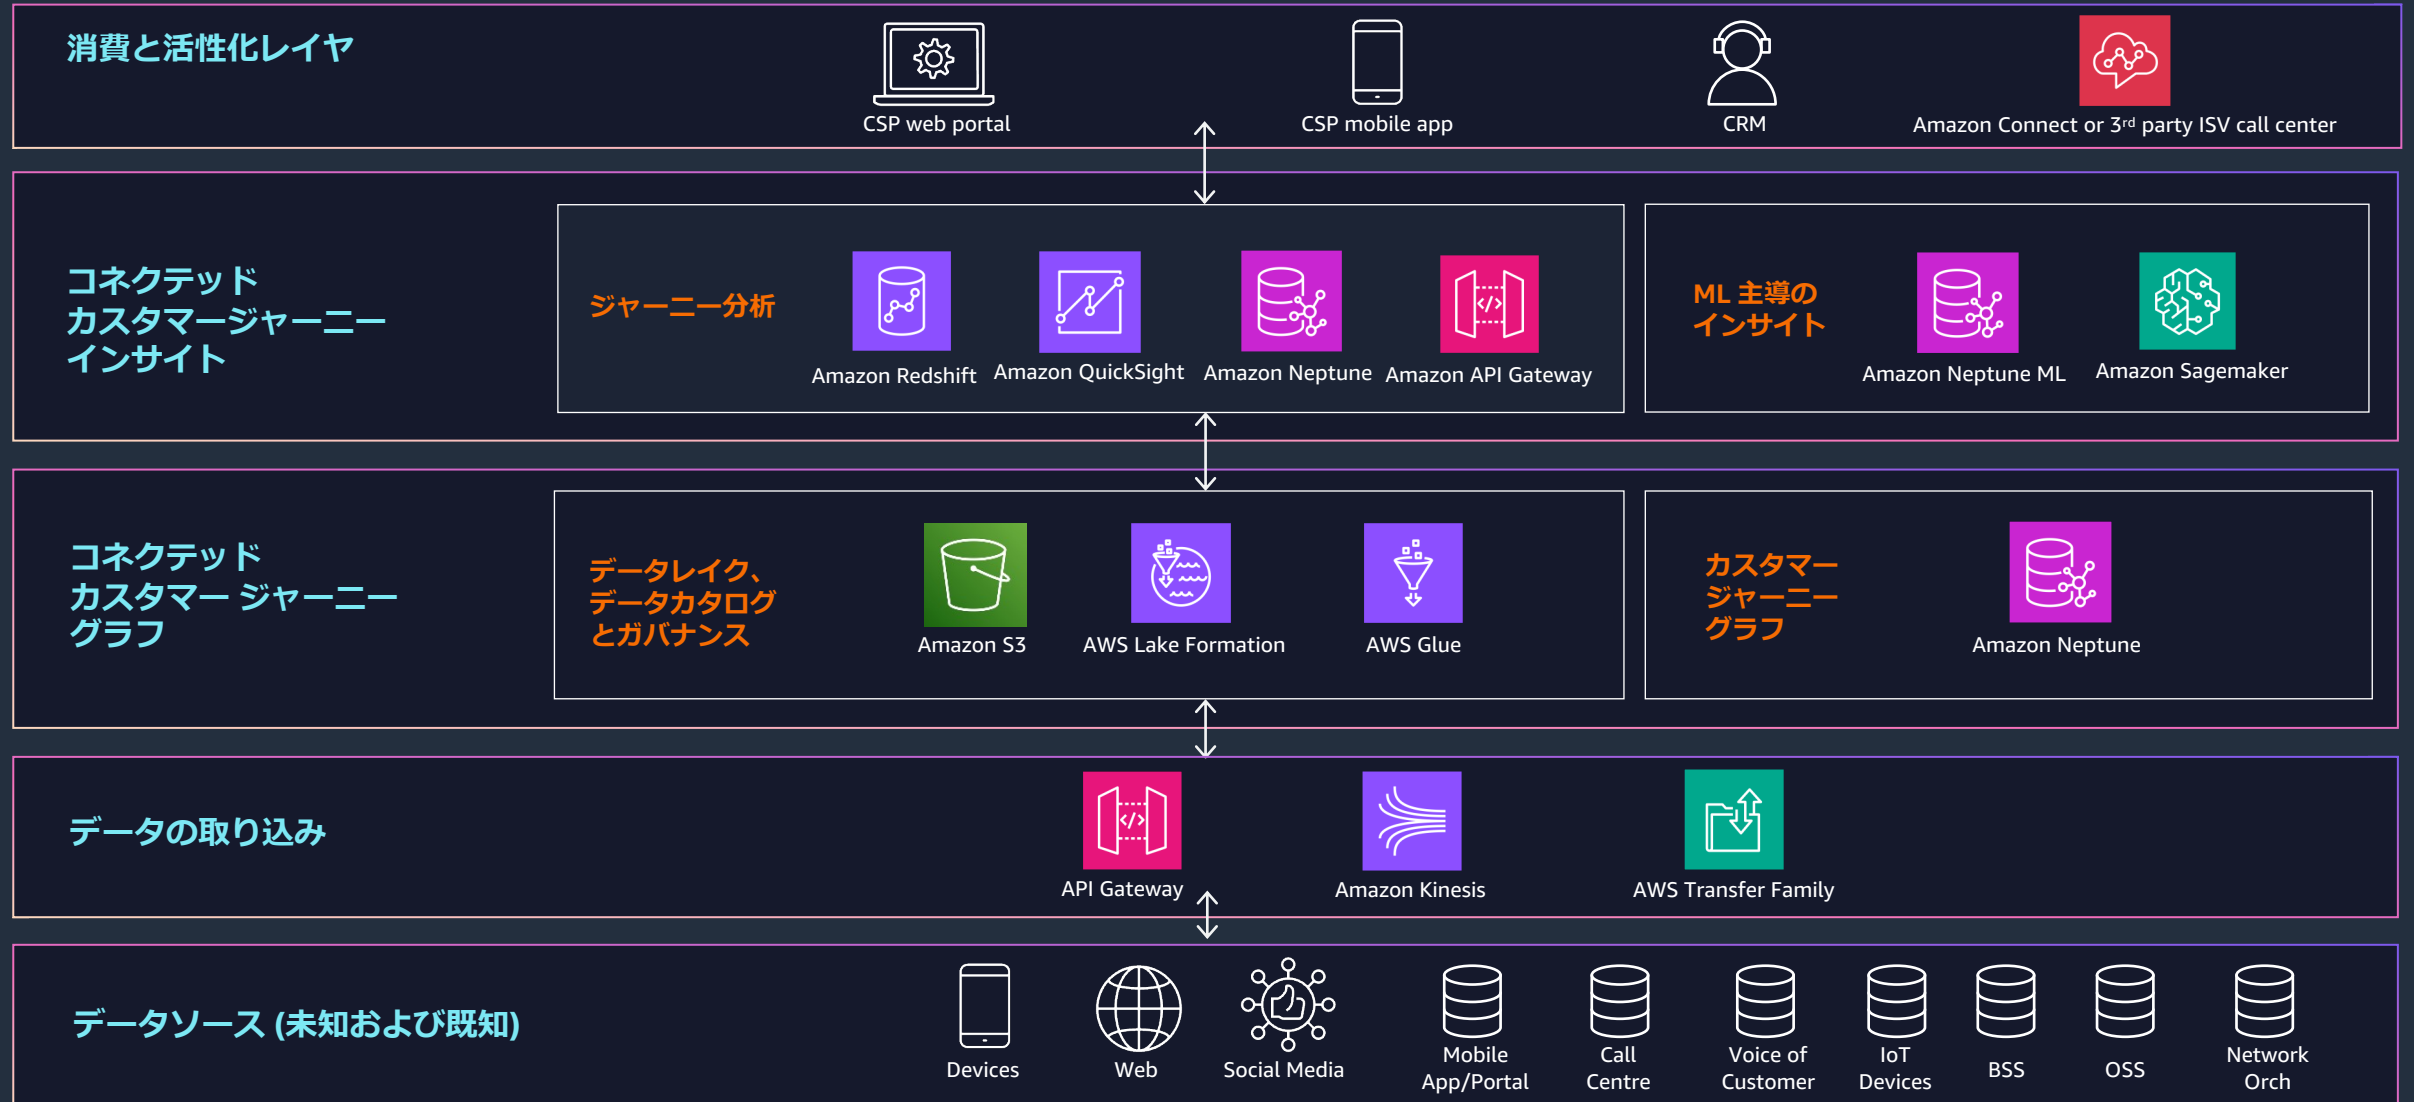 消費と活性化レイヤ
CSP web portal
CSP mobile app
CRM
Amazon Connect or 3rd party ISV call center
コネクテッド
カスタマージャーニー
インサイト
ジャーニー分析
Amazon Redshift
Amazon QuickSight
Amazon Neptune
Amazon API Gateway
ML 主導の
インサイト
Amazon Neptune ML
Amazon Sagemaker
コネクテッド
カスタマー ジャーニー
グラフ
データレイク、
データカタログ
とガバナンス
Amazon S3
AWS Lake Formation
AWS Glue
カスタマー
ジャーニー
グラフ
Amazon Neptune
データの取り込み
API Gateway
Amazon Kinesis
AWS Transfer Family
データソース (未知および既知)
Devices
Web
Social Media
Mobile
App/Portal
Call
Centre
Voice of
Customer
IoT
Devices
BSS
OSS
Network
Orch